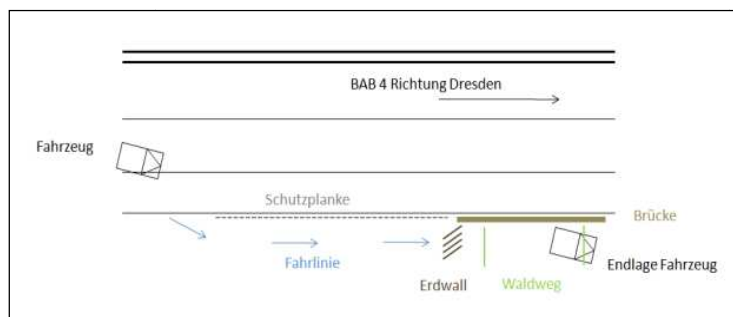 BAB 4 Richtung Dresden
Fahrzeug
Schutzplanke
Brücke
Fahrlinie
Endlage Fahrzeug
Erdwall
Waldweg